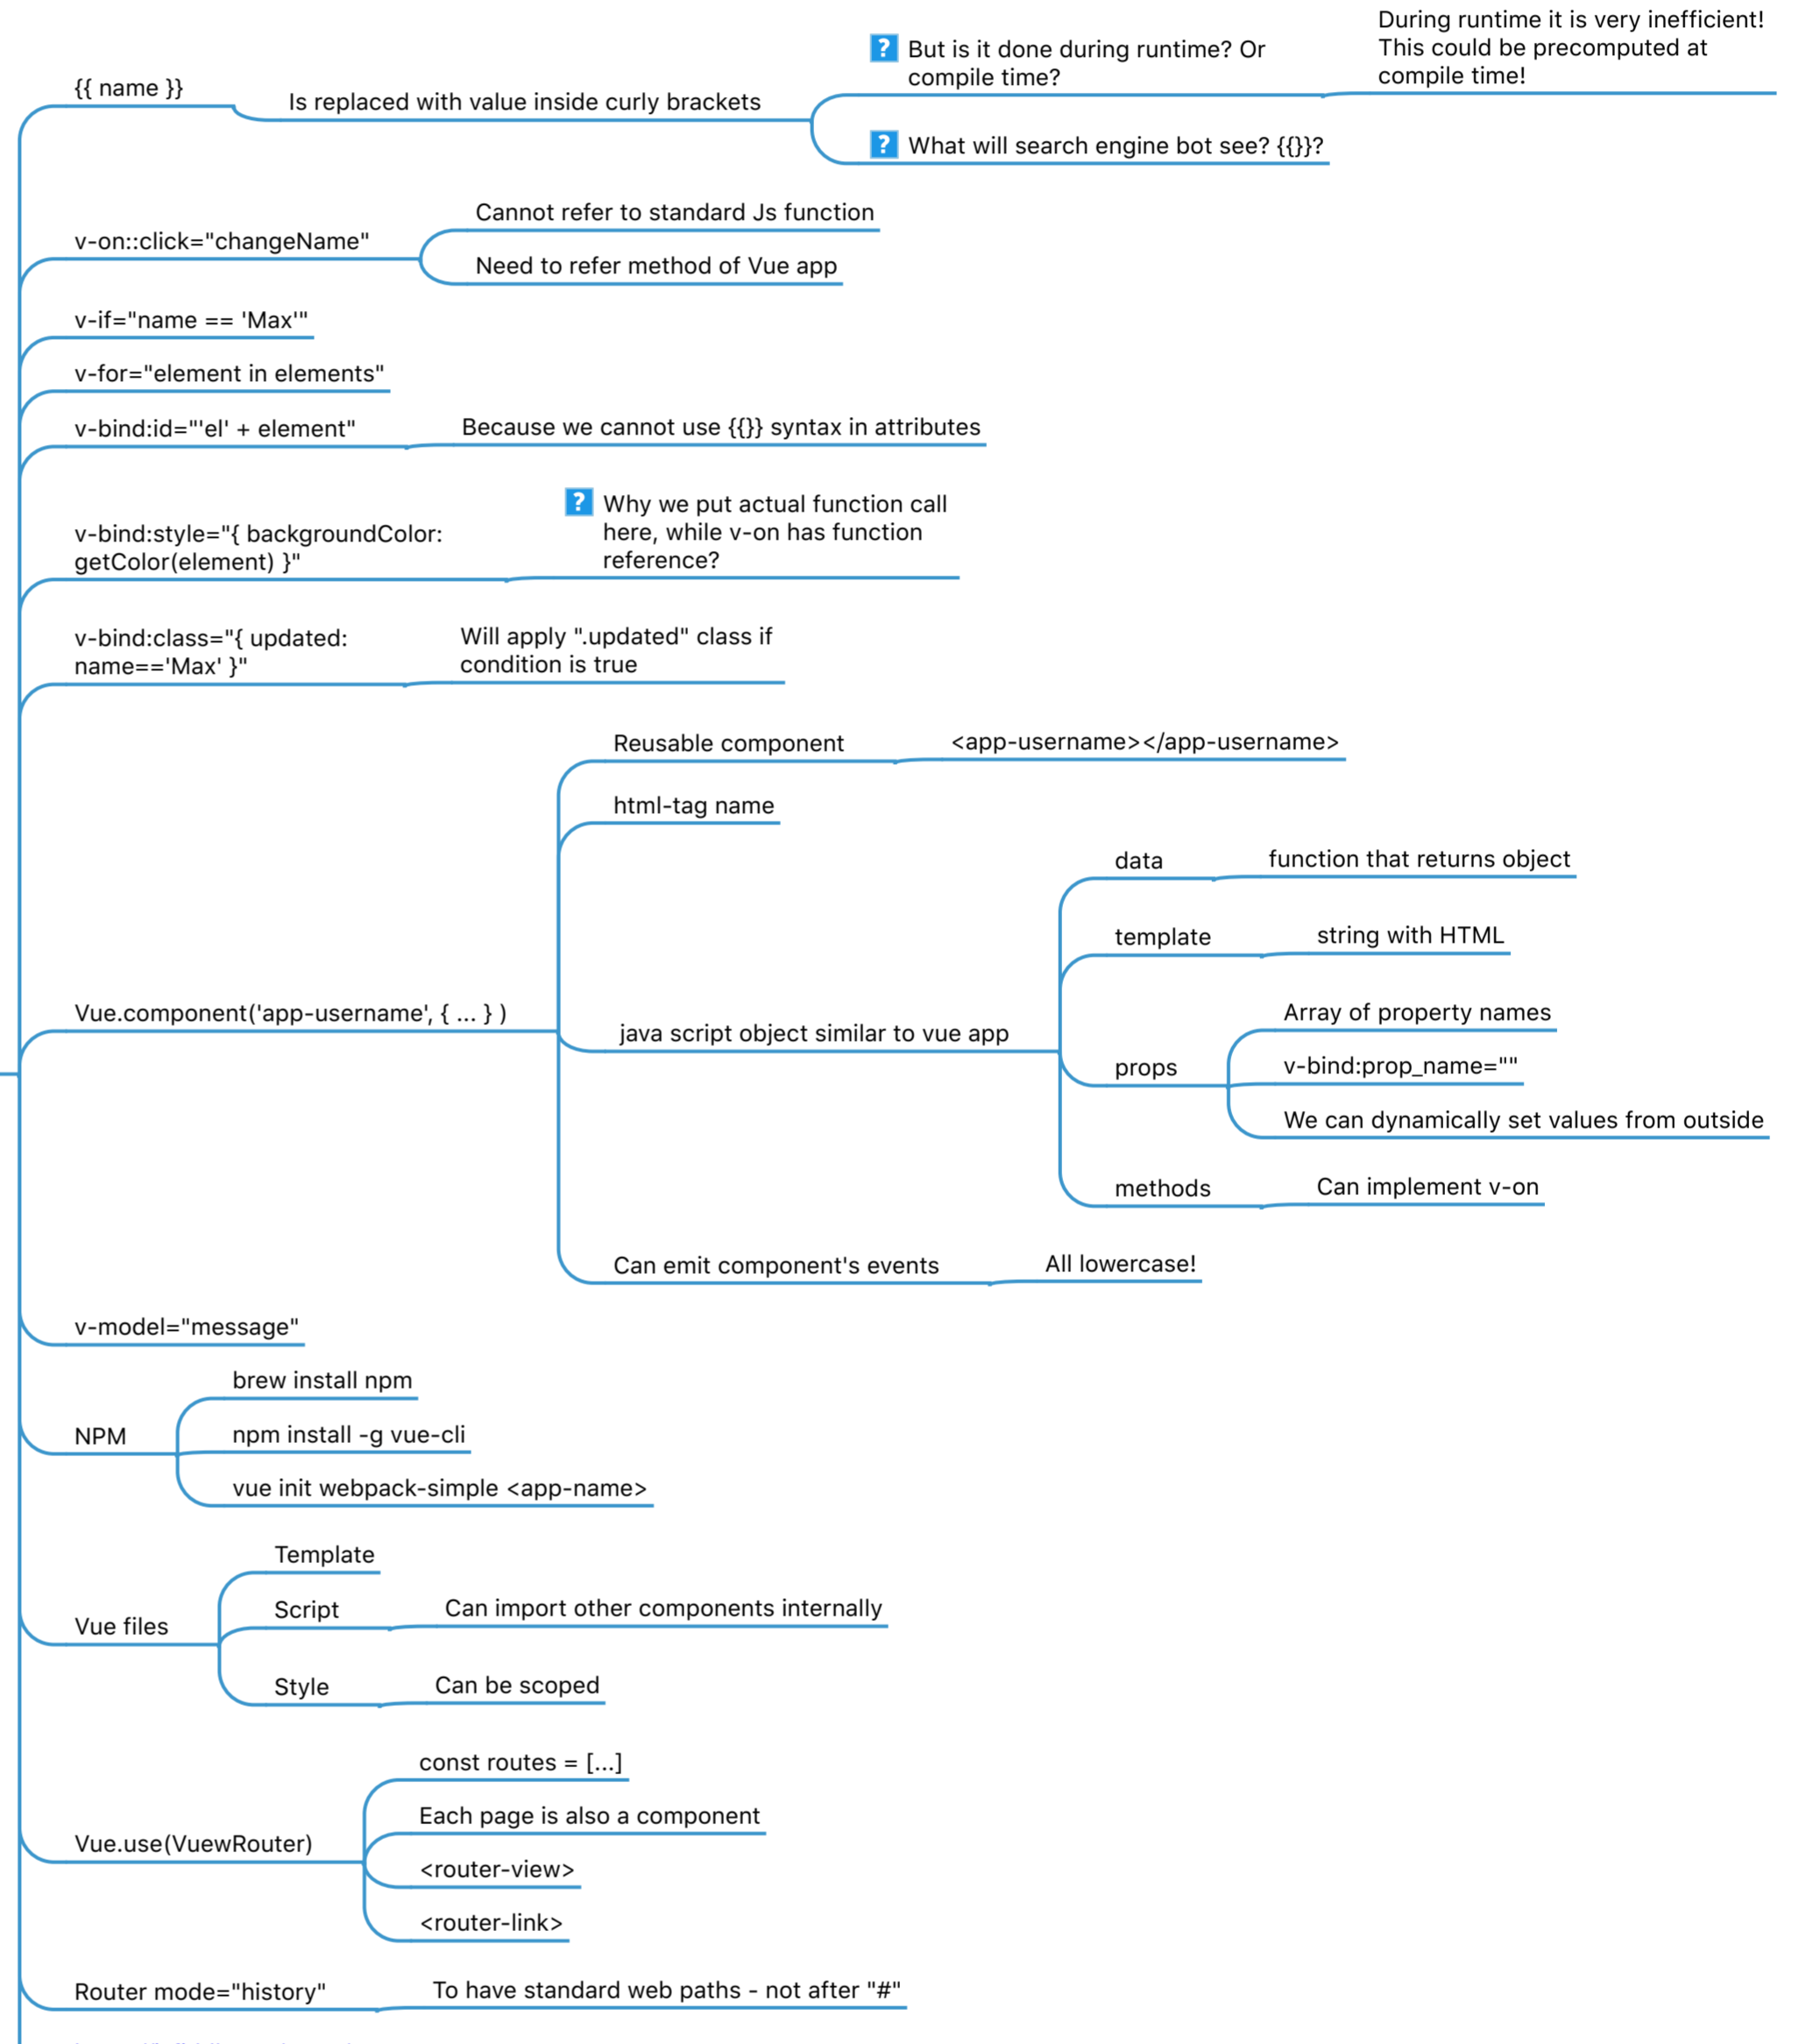 {{ name }}
Is replaced with value inside curly brackets
But is it done during runtime? Or
compile time?
During runtime it is very inefficient!
This could be precomputed at
compile time!
What will search engine bot see? {{}}?
v-on::click="changeName"
Cannot refer to standard Js function
Need to refer method of Vue app
v-if="name == 'Max'"
v-for="element in elements"
v-bind:id="'el' + element"
Because we cannot use {{}} syntax in attributes
v-bind:style="{ backgroundColor:
getColor(element) }"
Why we put actual function call
here, while v-on has function
reference?
v-bind:class="{ updated:
name=='Max' }"
Will apply ".updated" class if
condition is true
Vue.component('app-username', { ... } )
Reusable component
<app-username></app-username>
html-tag name
java script object similar to vue app
data
function that returns object
template
string with HTML
props
Array of property names
v-bind:prop_name=""
We can dynamically set values from outside
methods
Can implement v-on
Can emit component's events
All lowercase!
v-model="message"
NPM
brew install npm
npm install -g vue-cli
vue init webpack-simple <app-name>
Vue files
Template
Script
Can import other components internally
Style
Can be scoped
Vue.use(VuewRouter)
const routes = [...]
Each page is also a component
<router-view>
<router-link>
Router mode="history"
To have standard web paths - not after "#"